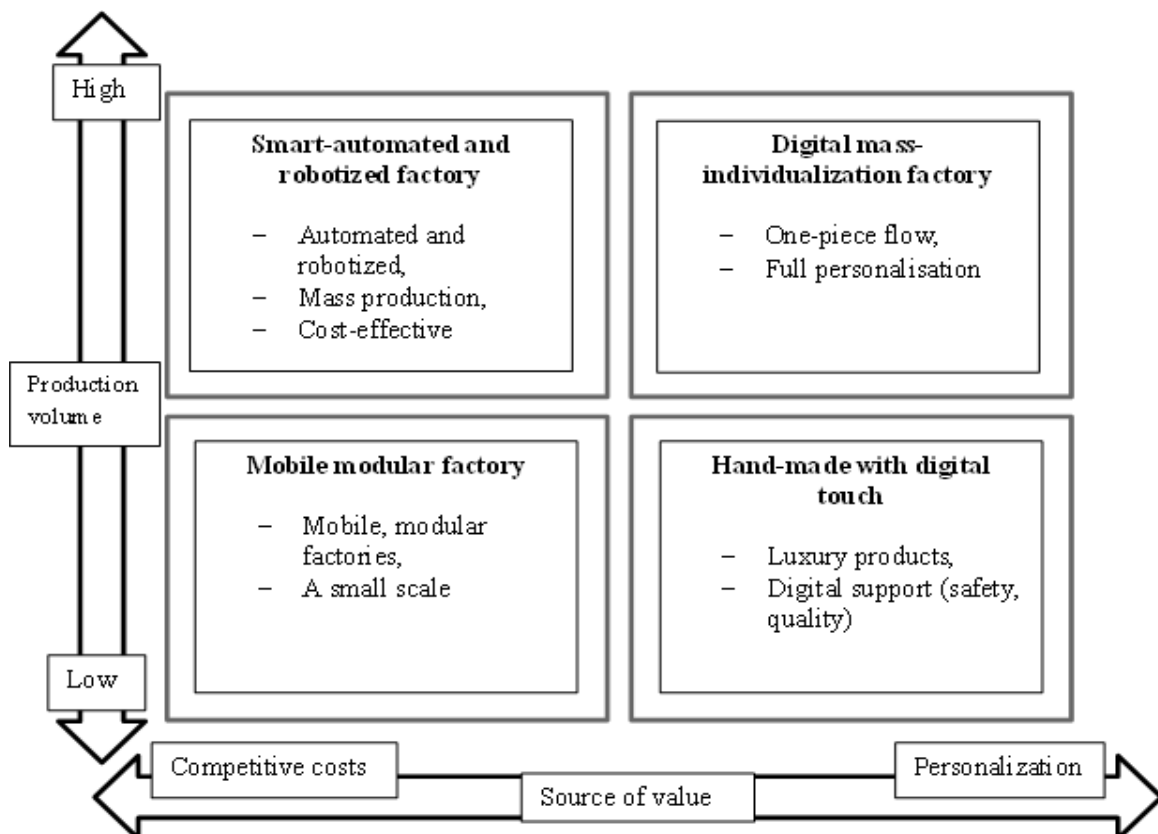 High
Smart-automated and
robotized factory
– Automated and
robotized,
– Mass production,
– Cost-effective
Digital mass-
individualization factory
– One-piece flow,
– Full personalisation
Production
volume
Mobile modular factory
– Mobile, modular
factories,
– A small scale
Hand-made with digital
touch
– Luxury products,
– Digital support (safety,
quality)
Low
Competitive costs
Source of value
Personalization